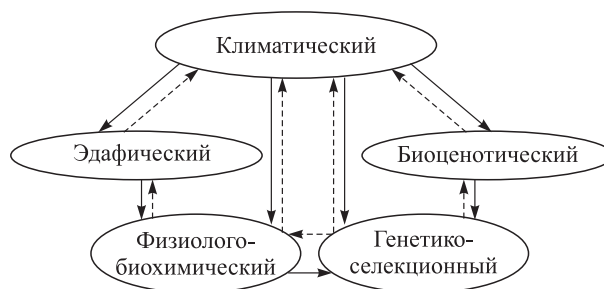 Климатический
Эдафический
Биоценотический
Физиолого-
биохимический
Генетико-
селекционный